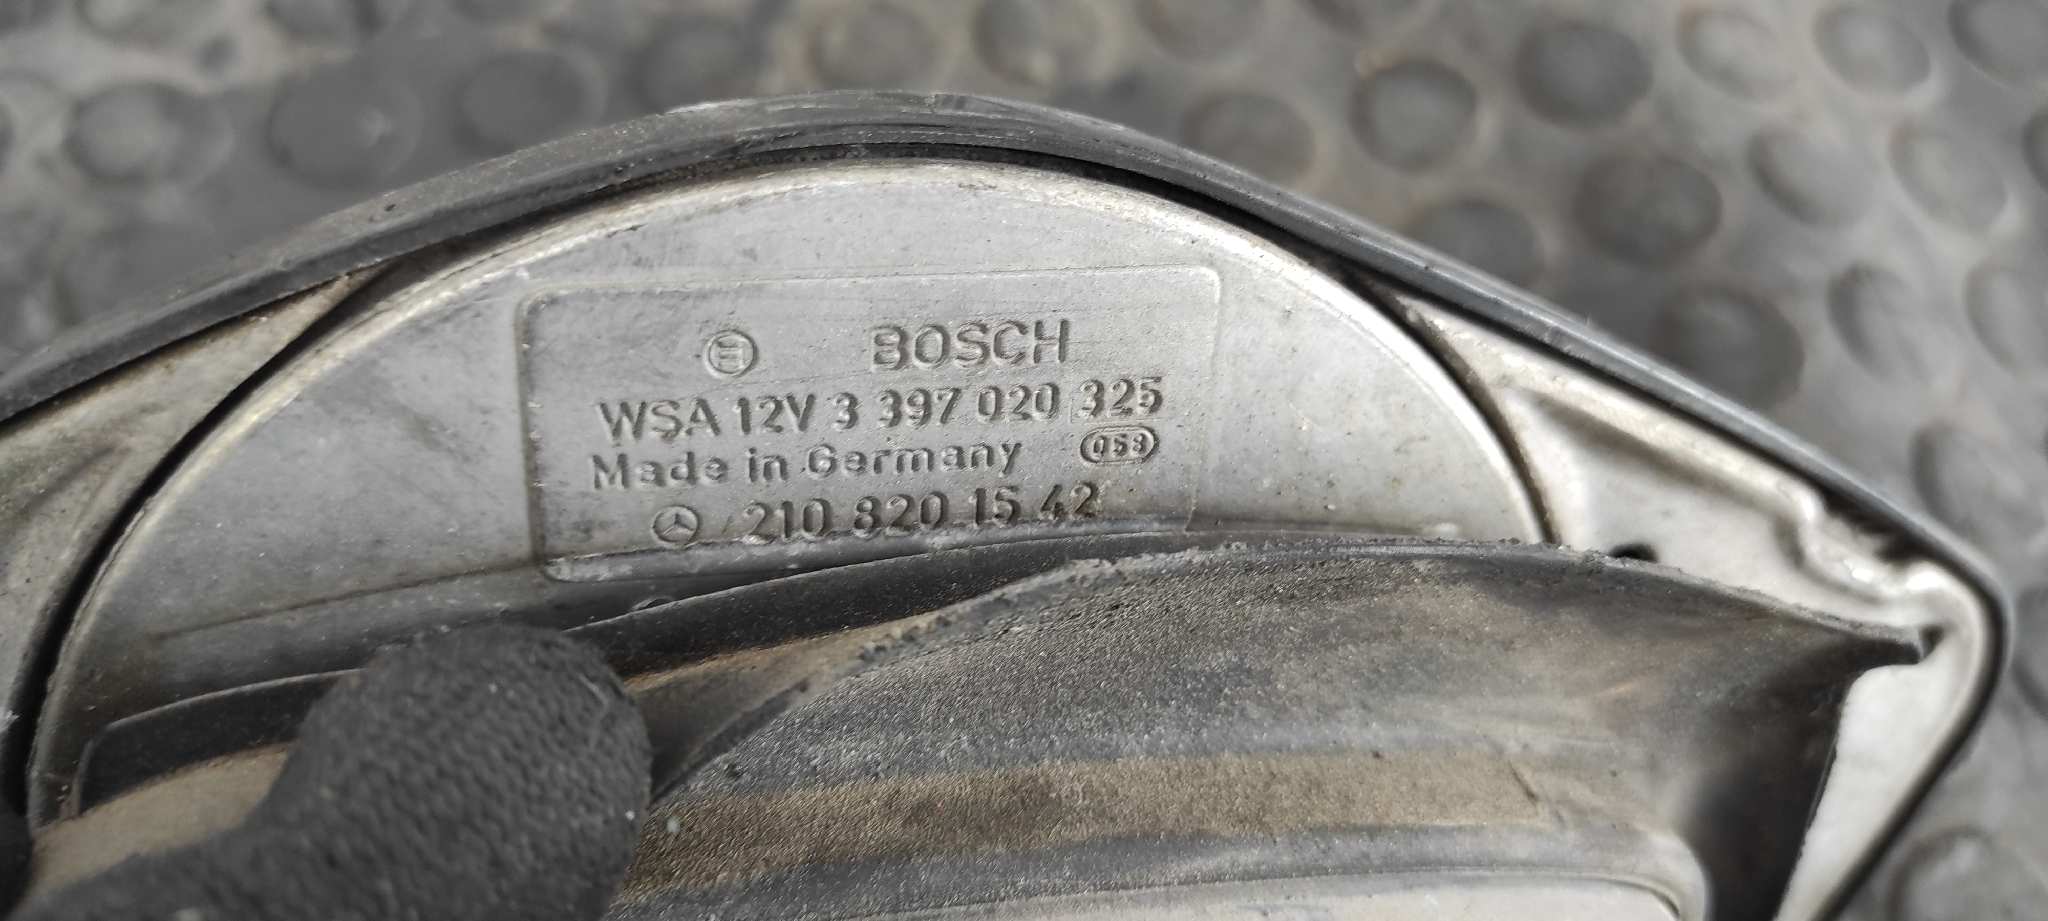 BOSCH
WSA 12V 3 397 020 325
Made in Germany 058
210 820 15 42